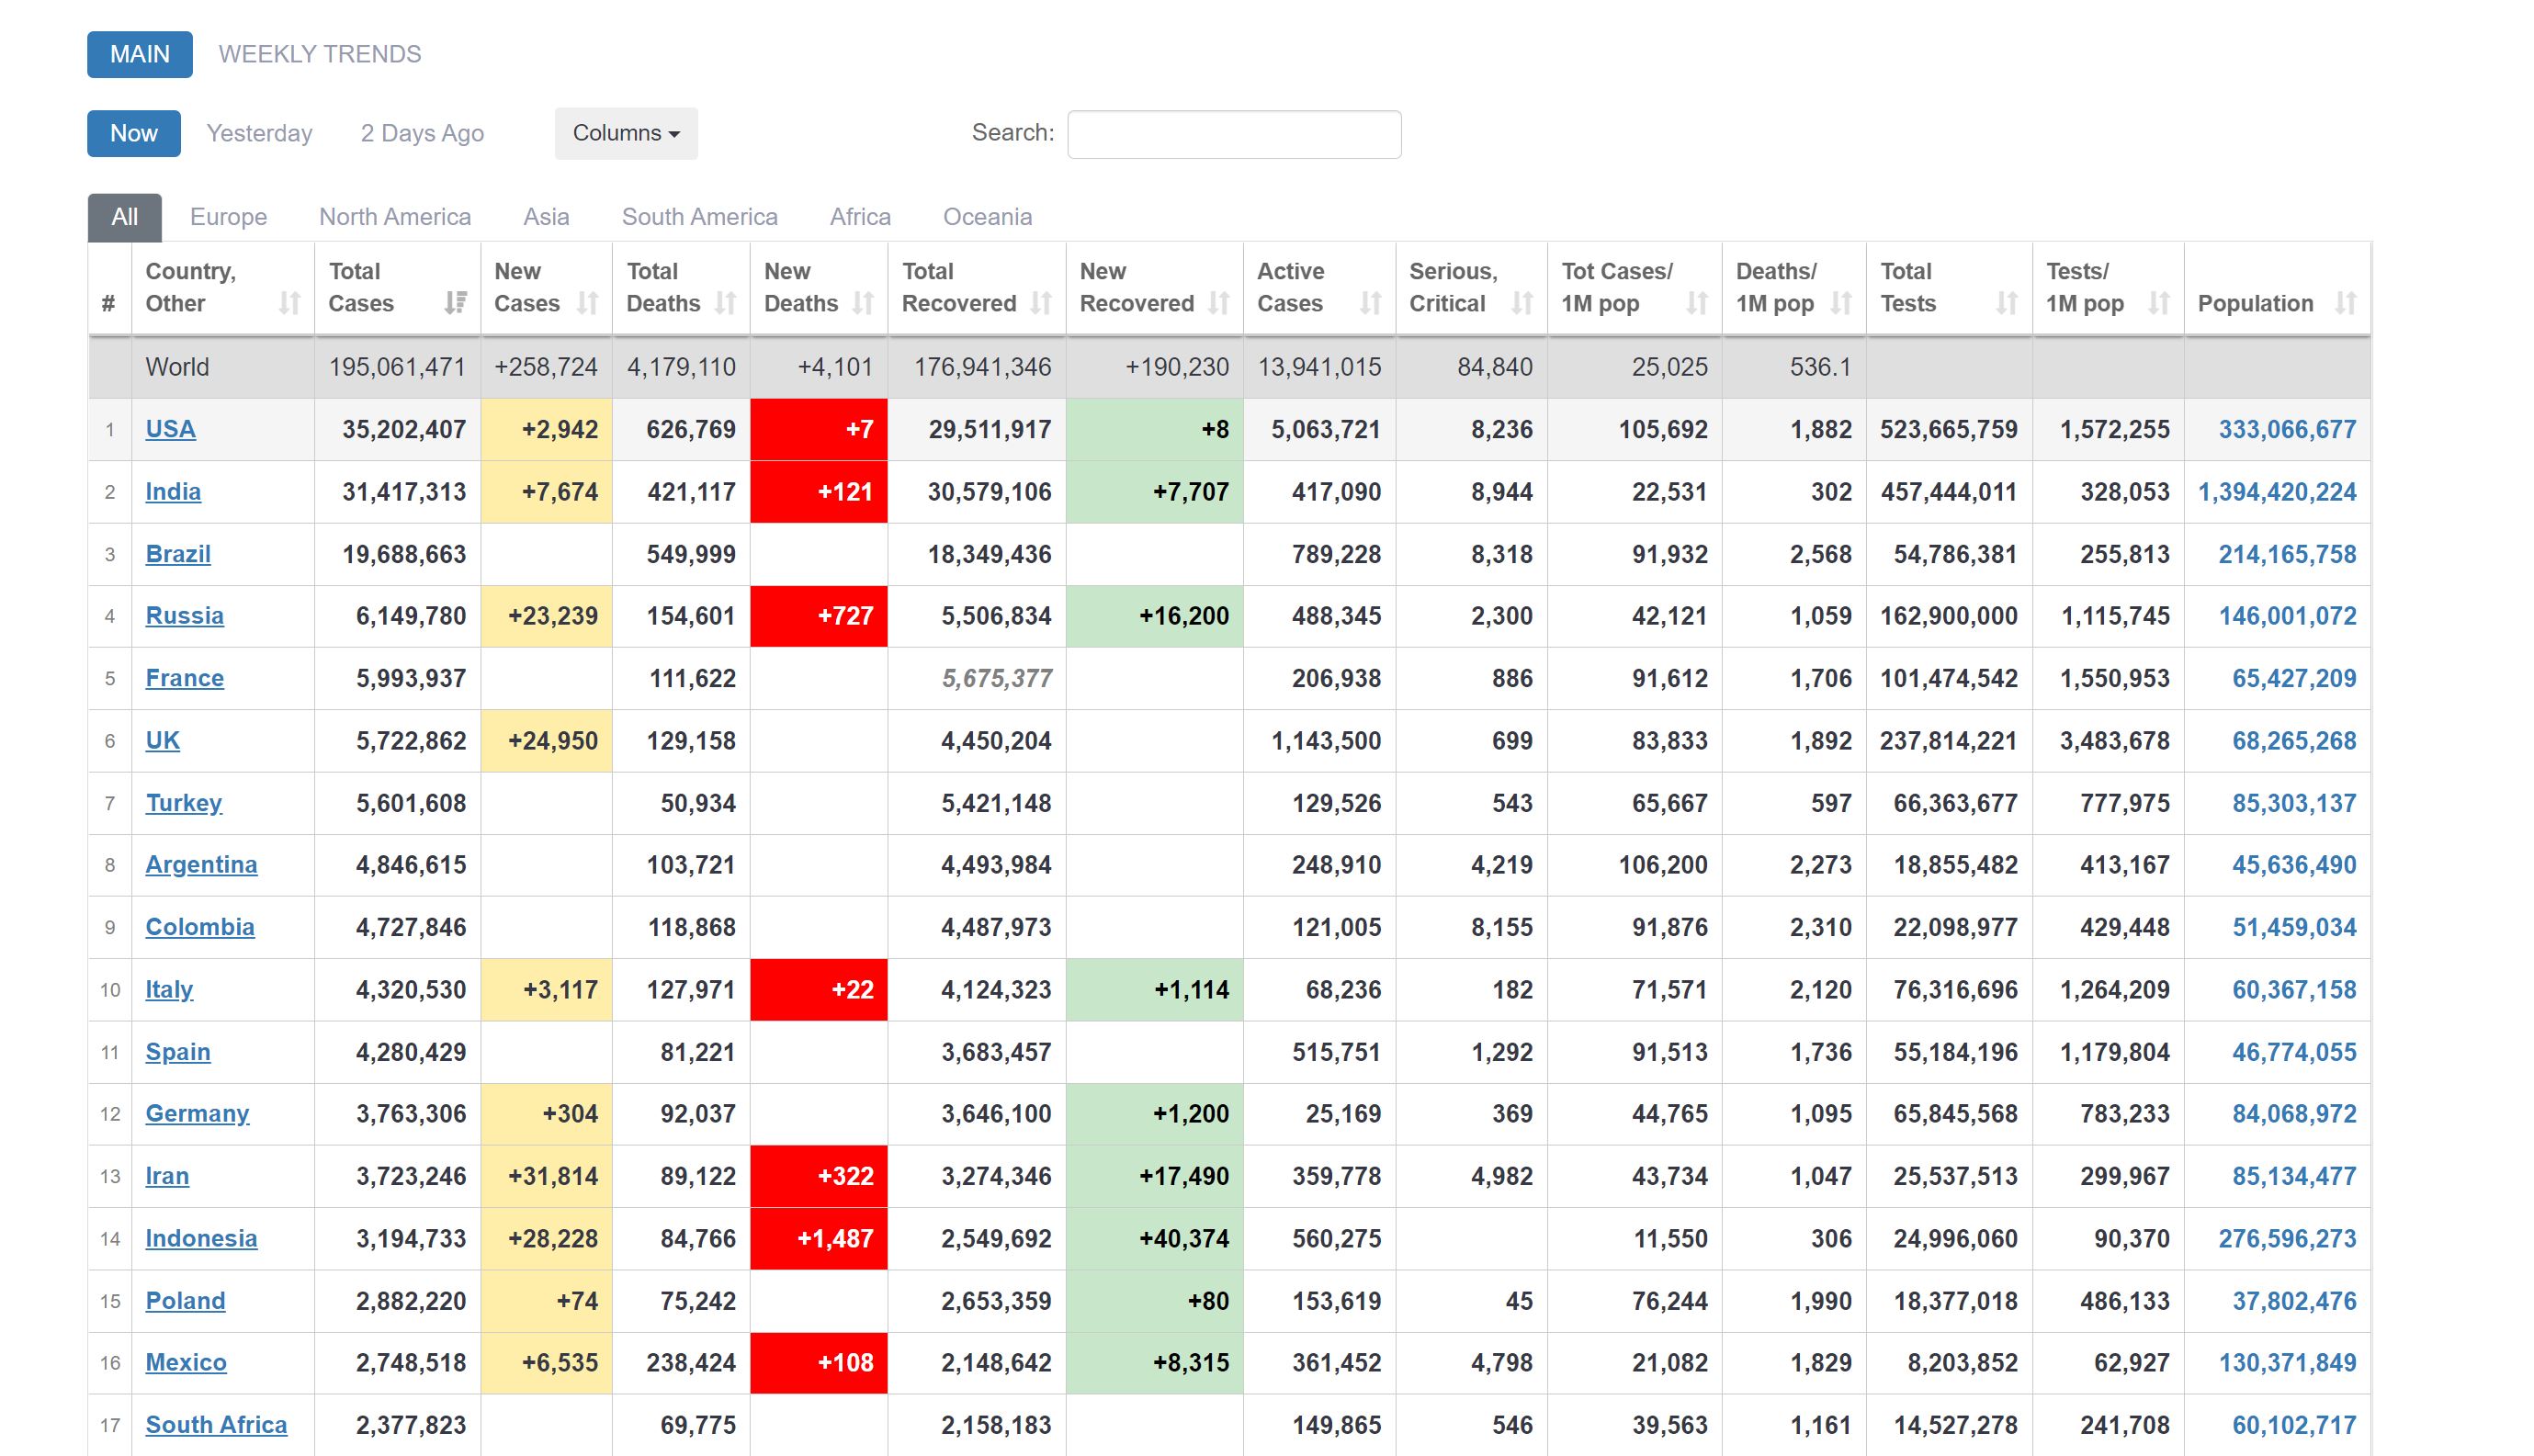 MAIN WEEKLY TRENDS
Now Yesterday 2 Days Ago Columns Search:
All Europe North America Asia South America Africa Oceania
# Country, Other Total Cases New Cases Total Deaths New Deaths Total Recovered New Recovered Active Cases Serious, Critical Tot Cases/ 1M pop Deaths/ 1M pop Total Tests Tests/ 1M pop Population
World 195,061,471 +258,724 4,179,110 +4,101 176,941,346 +190,230 13,941,015 84,840 25,025 536.1
1 USA 35,202,407 +2,942 626,769 +7 29,511,917 +8 5,063,721 8,236 105,692 1,882 523,665,759 1,572,255 333,066,677
2 India 31,417,313 +7,674 421,117 +121 30,579,106 +7,707 417,090 8,944 22,531 302 457,444,011 328,053 1,394,420,224
3 Brazil 19,688,663 549,999 18,349,436 789,228 8,318 91,932 2,568 54,786,381 255,813 214,165,758
4 Russia 6,149,780 +23,239 154,601 +727 5,506,834 +16,200 488,345 2,300 42,121 1,059 162,900,000 1,115,745 146,001,072
5 France 5,993,937 111,622 5,675,377 206,938 886 91,612 1,706 101,474,542 1,550,953 65,427,209
6 UK 5,722,862 +24,950 129,158 4,450,204 1,143,500 699 83,833 1,892 237,814,221 3,483,678 68,265,268
7 Turkey 5,601,608 50,934 5,421,148 129,526 543 65,667 597 66,363,677 777,975 85,303,137
8 Argentina 4,846,615 103,721 4,493,984 248,910 4,219 106,200 2,273 18,855,482 413,167 45,636,490
9 Colombia 4,727,846 118,868 4,487,973 121,005 8,155 91,876 2,310 22,098,977 429,448 51,459,034
10 Italy 4,320,530 +3,117 127,971 +22 4,124,323 +1,114 68,236 182 71,571 2,120 76,316,696 1,264,209 60,367,158
11 Spain 4,280,429 81,221 3,683,457 515,751 1,292 91,513 1,736 55,184,196 1,179,804 46,774,055
12 Germany 3,763,306 +304 92,037 3,646,100 +1,200 25,169 369 44,765 1,095 65,845,568 783,233 84,068,972
13 Iran 3,723,246 +31,814 89,122 +322 3,274,346 +17,490 359,778 4,982 43,734 1,047 25,537,513 299,967 85,134,477
14 Indonesia 3,194,733 +28,228 84,766 +1,487 2,549,692 +40,374 560,275 11,550 306 24,996,060 90,370 276,596,273
15 Poland 2,882,220 +74 75,242 2,653,359 +80 153,619 45 76,244 1,990 18,377,018 486,133 37,802,476
16 Mexico 2,748,518 +6,535 238,424 +108 2,148,642 +8,315 361,452 4,798 21,082 1,829 8,203,852 62,927 130,371,849
17 South Africa 2,377,823 69,775 2,158,183 149,865 546 39,563 1,161 14,527,278 241,708 60,102,717